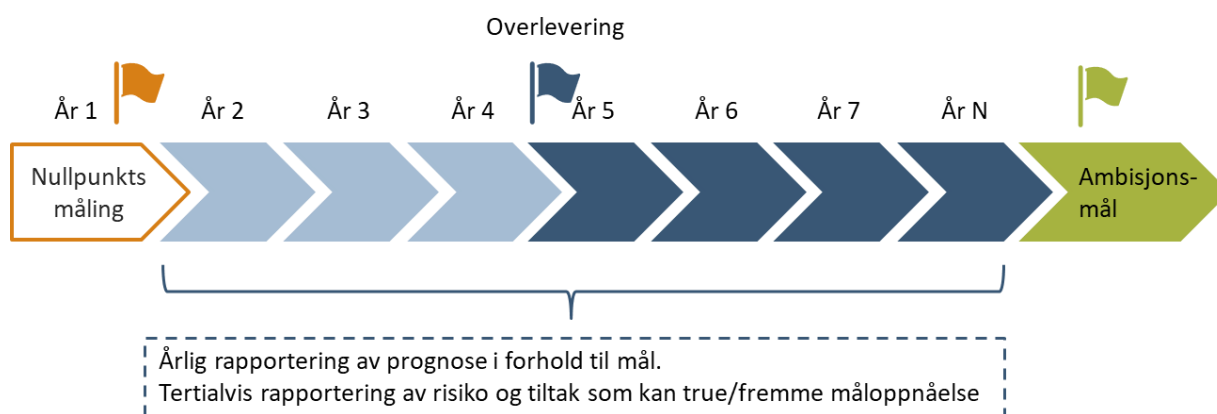 Overlevering
År 1
År 2
År 3
År 4
År 5
År 6
År 7
År N
Nullpunkts
måling
Ambisjons-
mål
Årlig rapportering av prognose i forhold til mål.
Tertialvis rapportering av risiko og tiltak som kan true/fremme måloppnåelse